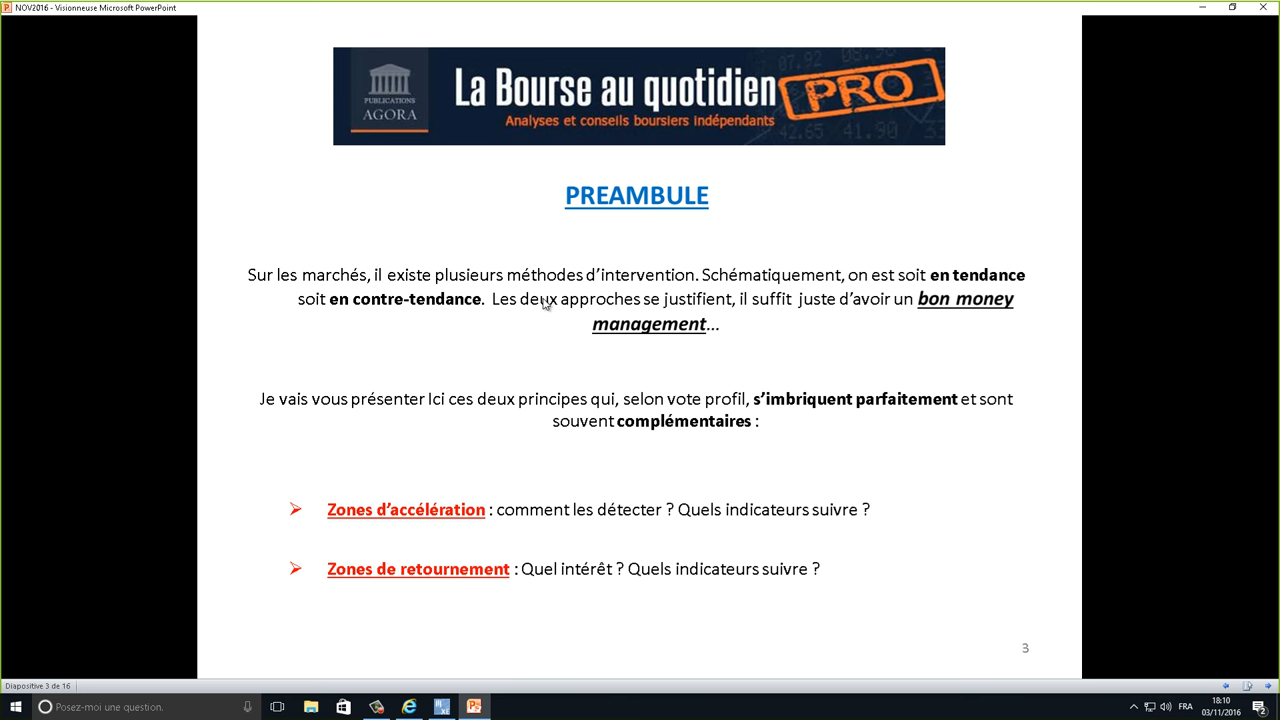 NOV2016 - Visionneuse Microsoft PowerPoint
PUBLICATIONS
AGORA
La Bourse au quotidien
PRO
Analyses et conseils boursiers indépendants
PREAMBULE
Sur les marchés, il existe plusieurs méthodes d’intervention. Schématiquement, on est soit en tendance
soit en contre-tendance. Les deux approches se justifient, il suffit juste d’avoir un bon money
management...
Je vais vous présenter Ici ces deux principes qui, selon vote profil, s’imbriquent parfaitement et sont
souvent complémentaires :
➢ Zones d’accélération : comment les détecter ? Quels indicateurs suivre ?
➢ Zones de retournement : Quel intérêt ? Quels indicateurs suivre ?
3
Diapositive 3 de 16
Posez-moi une question.
FRA
18:10
03/11/2016
2